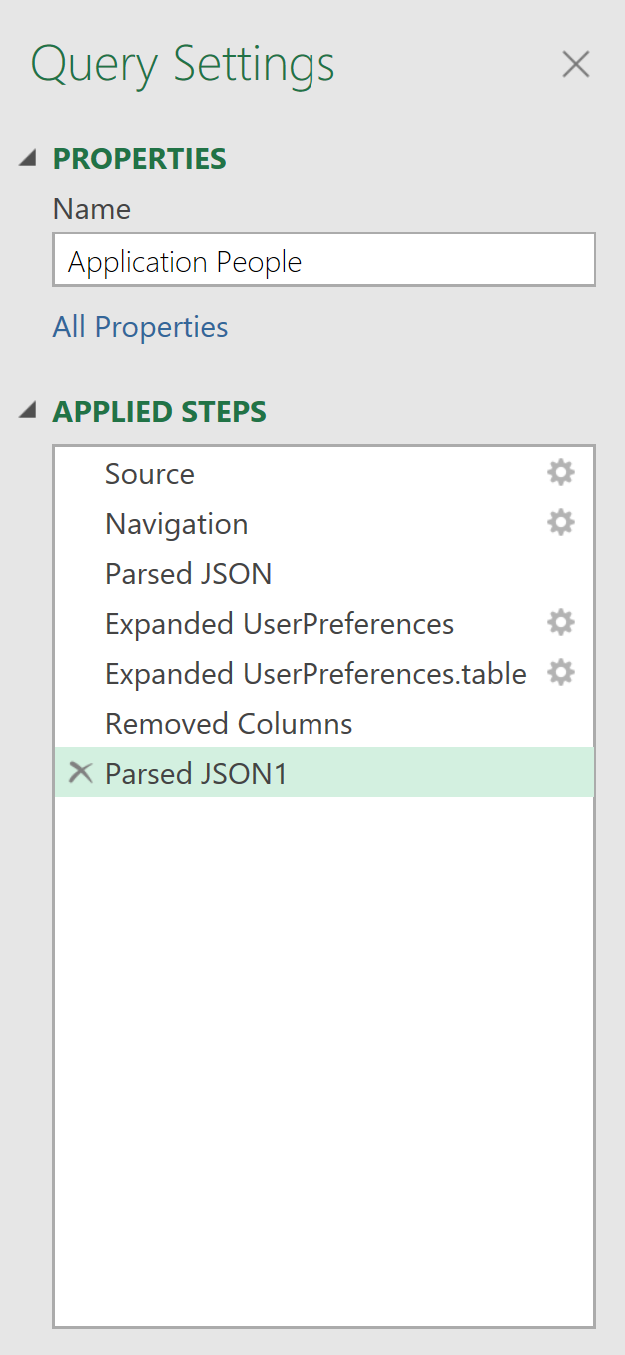 Query Settings
PROPERTIES
Name
Application People
All Properties
APPLIED STEPS
Source
Navigation
Parsed JSON
Expanded UserPreferences
Expanded UserPreferences.table
Removed Columns
Parsed JSON1